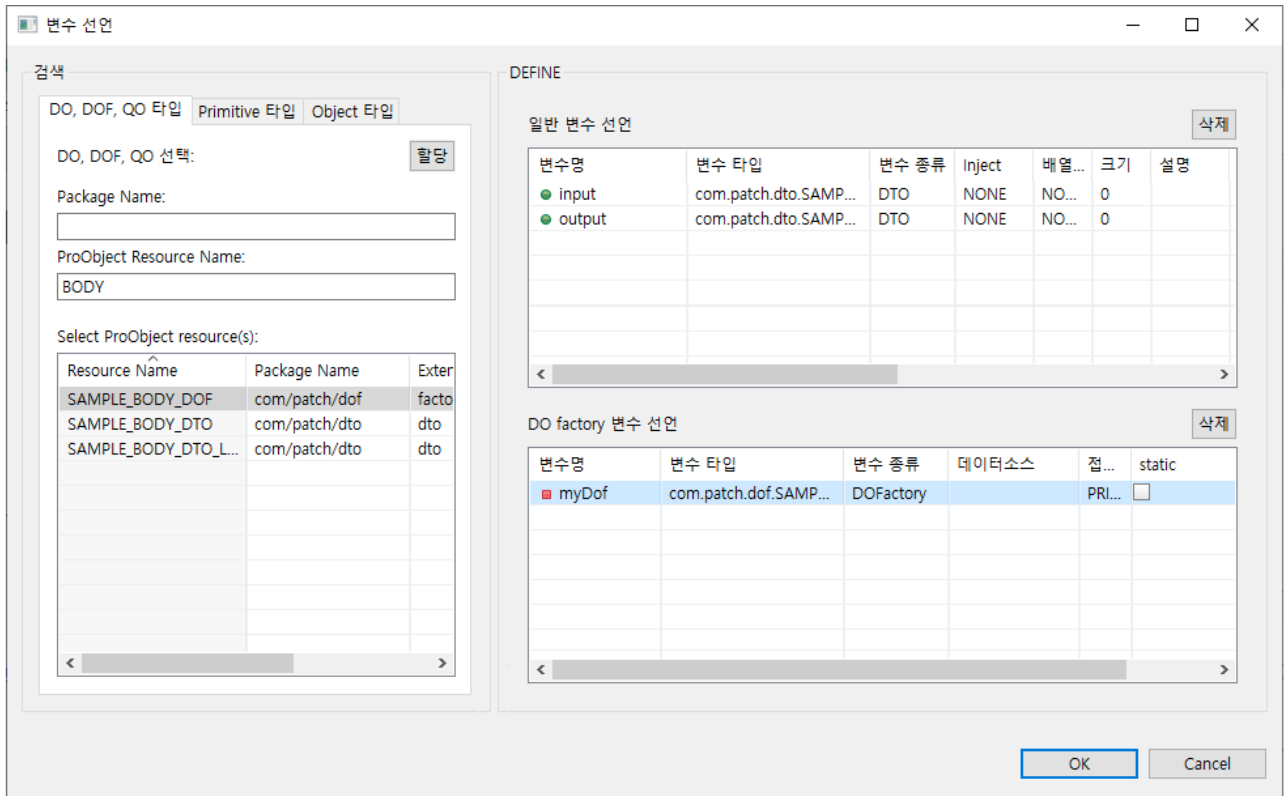 변수 선언
검색
DO, DOF, QO 타입 Primitive 타입 Object 타입
DO, DOF, QO 선택: 할당
Package Name:
ProObject Resource Name:
BODY
Select ProObject resource(s):
Resource Name Package Name Exter
SAMPLE_BODY_DOF com/patch/dof facto
SAMPLE_BODY_DTO com/patch/dto dto
SAMPLE_BODY_DTO_L... com/patch/dto dto
DEFINE
일반 변수 선언 삭제
변수명 변수 타입 변수 종류 Inject 배열... 크기 설명
input com.patch.dto.SAMP... DTO NONE NO... 0
output com.patch.dto.SAMP... DTO NONE NO... 0
DO factory 변수 선언 삭제
변수명 변수 타입 변수 종류 데이터소스 접... static
myDof com.patch.dof.SAMP... DOFactory PRI...
OK Cancel